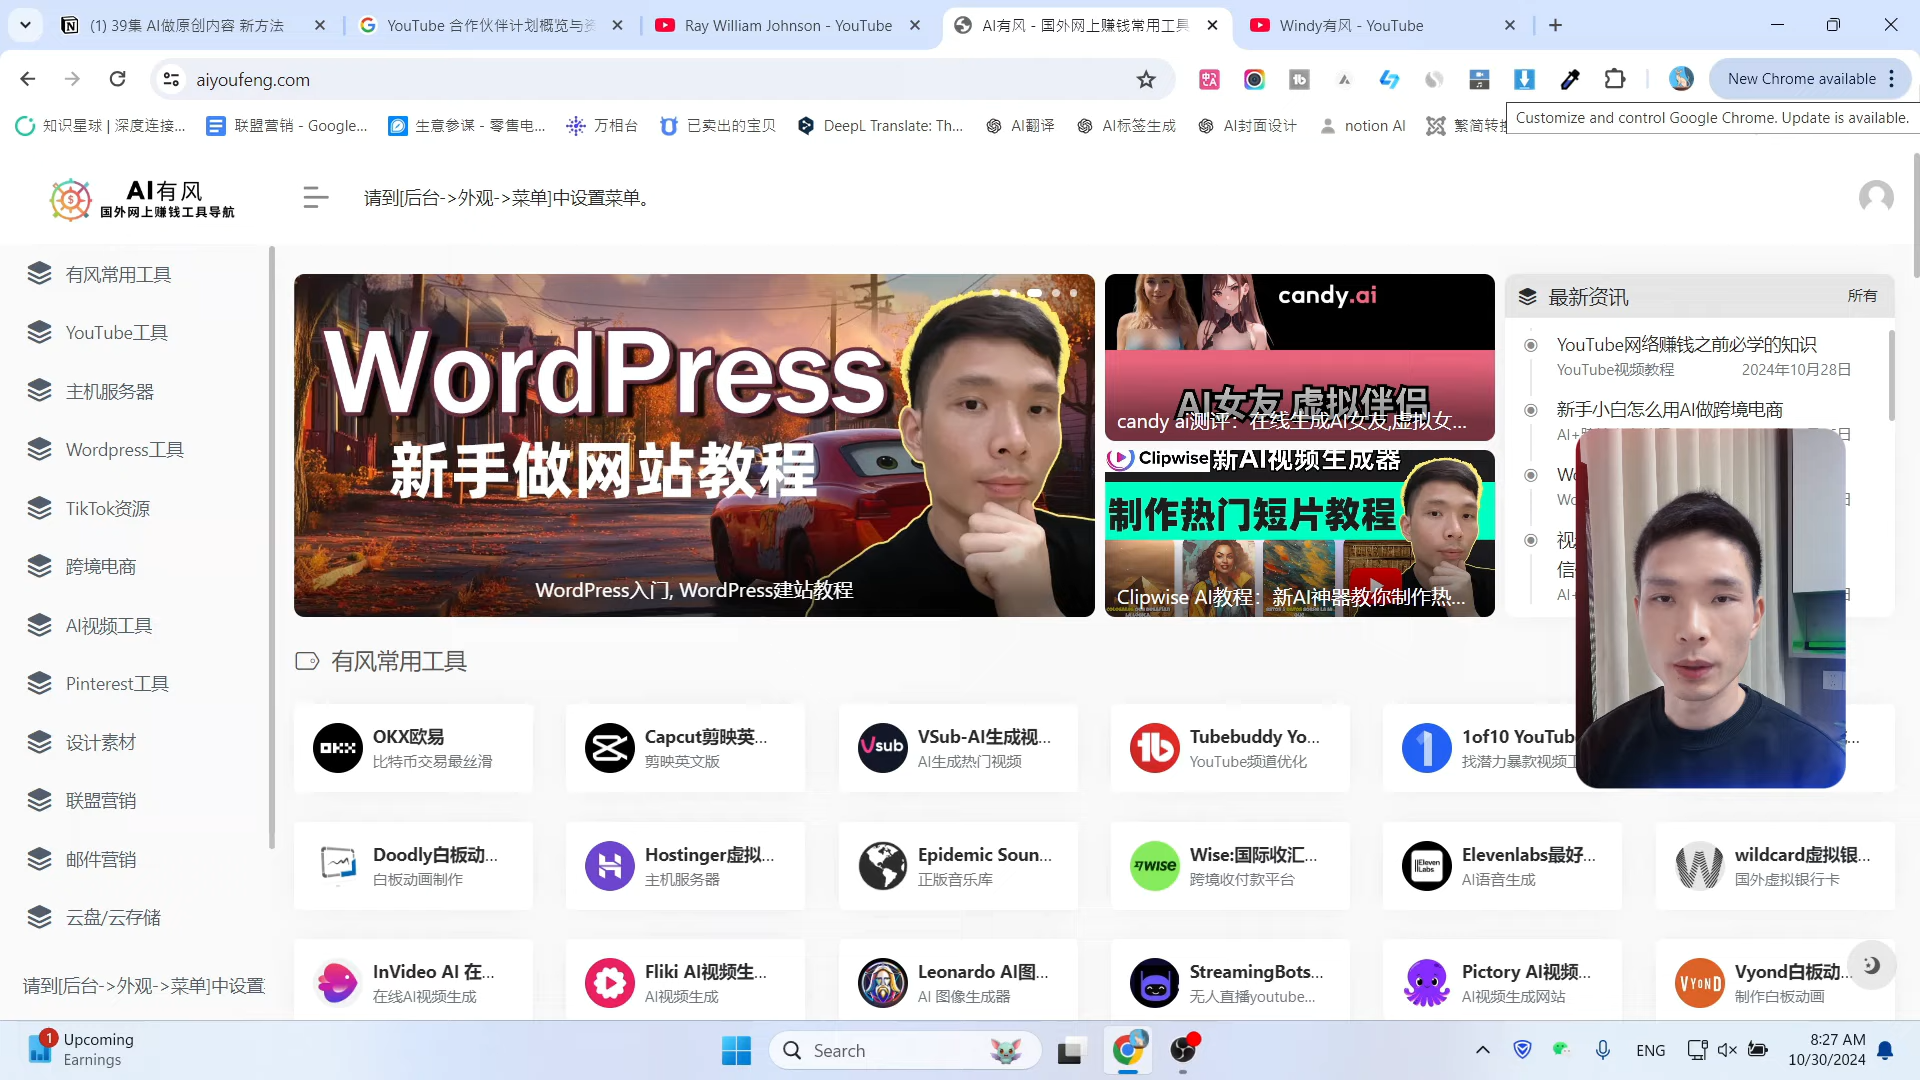 (1) 39集 AI做原创内容 新方法
YouTube 合作伙伴计划概览与资
Ray William Johnson - YouTube
AI有风 - 国外网上赚钱常用工具
Windy有风 - YouTube
aiyoufeng.com
New Chrome available
Customize and control Google Chrome. Update is available.
知识星球 | 深度连接...
联盟营销 - Google...
生意参谋 - 零售电...
万相台
已卖出的宝贝
DeepL Translate: Th...
AI翻译
AI标签生成
AI封面设计
notion AI
繁简转换
AI有风
国外网上赚钱工具导航
请到[后台->外观->菜单]中设置菜单。
有风常用工具
YouTube工具
主机服务器
Wordpress工具
TikTok资源
跨境电商
AI视频工具
Pinterest工具
设计素材
联盟营销
邮件营销
云盘/云存储
请到[后台->外观->菜单]中设置
WordPress
新手做网站教程
WordPress入门, WordPress建站教程
candy.ai
AI女友 虚拟伴侣
candy ai测评：在线生成AI女友,虚拟女...
Clipwise 新AI视频生成器
制作热门短片教程
Clipwise AI教程：新AI神器教你制作热...
最新资讯
所有
YouTube网络赚钱之前必学的知识
YouTube视频教程
2024年10月28日
新手小白怎么用AI做跨境电商
有风常用工具
OKX
OKX欧易
比特币交易最丝滑
Capcut剪映英...
剪映英文版
Vsub
VSub-AI生成视...
AI生成热门视频
Tubebuddy Yo...
YouTube频道优化
1of10 YouTub
找潜力暴款视频工
Doodly白板动...
白板动画制作
Hostinger虚拟...
主机服务器
Epidemic Soun...
正版音乐库
WISE
Wise:国际收汇...
跨境收付款平台
Eleven Labs
Elevenlabs最好...
AI语音生成
wildcard虚拟银...
国外虚拟银行卡
InVideo AI 在...
在线AI视频生成
Fliki AI视频生...
AI视频生成
Leonardo AI图...
AI 图像生成器
StreamingBots...
无人直播youtube...
Pictory AI视频...
AI视频生成网站
VYOND
Vyond白板动...
制作白板动画
1
Upcoming
Earnings
Search
ENG
8:27 AM
10/30/2024